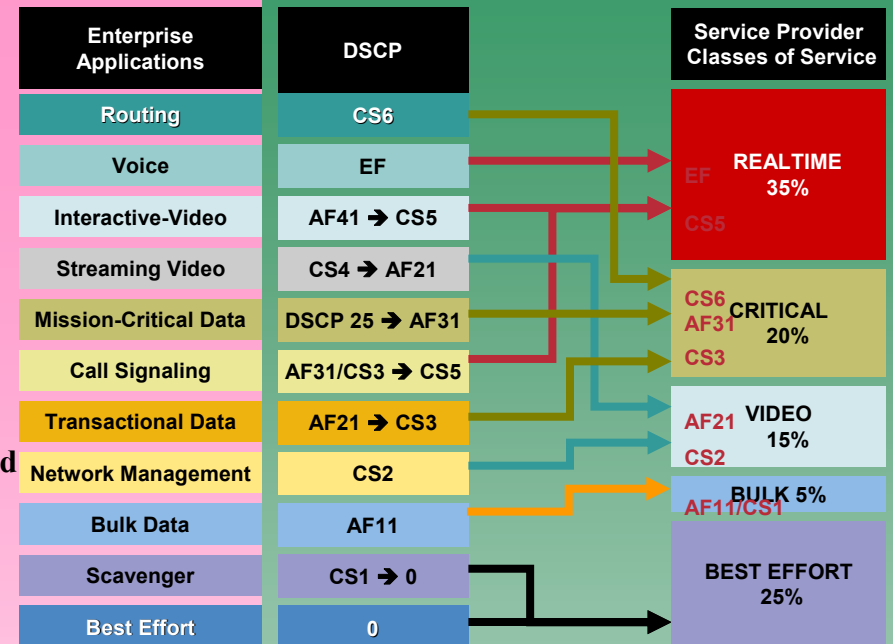 Enterprise
Applications
DSCP
Service Provider
Classes of Service
Routing
CS6
Voice
EF
Interactive-Video
AF41 → CS5
Streaming Video
CS4 → AF21
Mission-Critical Data
DSCP 25 → AF31
Call Signaling
AF31/CS3 → CS5
Transactional Data
AF21 → CS3
d
Network Management
CS2
Bulk Data
AF11
Scavenger
CS1 → 0
Best Effort
0
REALTIME
35%
EF
CS5
CS6
CRITICAL
AF31
20%
CS3
VIDEO
AF21
15%
CS2
BULK 5%
AF11/CS1
BEST EFFORT
25%